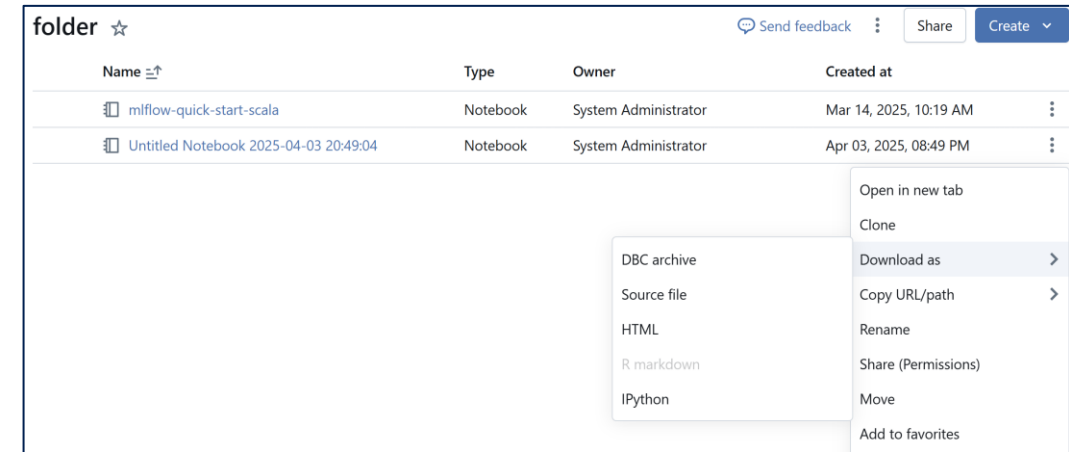 folder Send feedback Share Create
Name Type Owner Created at
mlflow-quick-start-scala Notebook System Administrator Mar 14, 2025, 10:19 AM
Untitled Notebook 2025-04-03 20:49:04 Notebook System Administrator Apr 03, 2025, 08:49 PM
Open in new tab
Clone
Download as
Copy URL/path
Rename
Share (Permissions)
Move
Add to favorites
DBC archive
Source file
HTML
R markdown
IPython